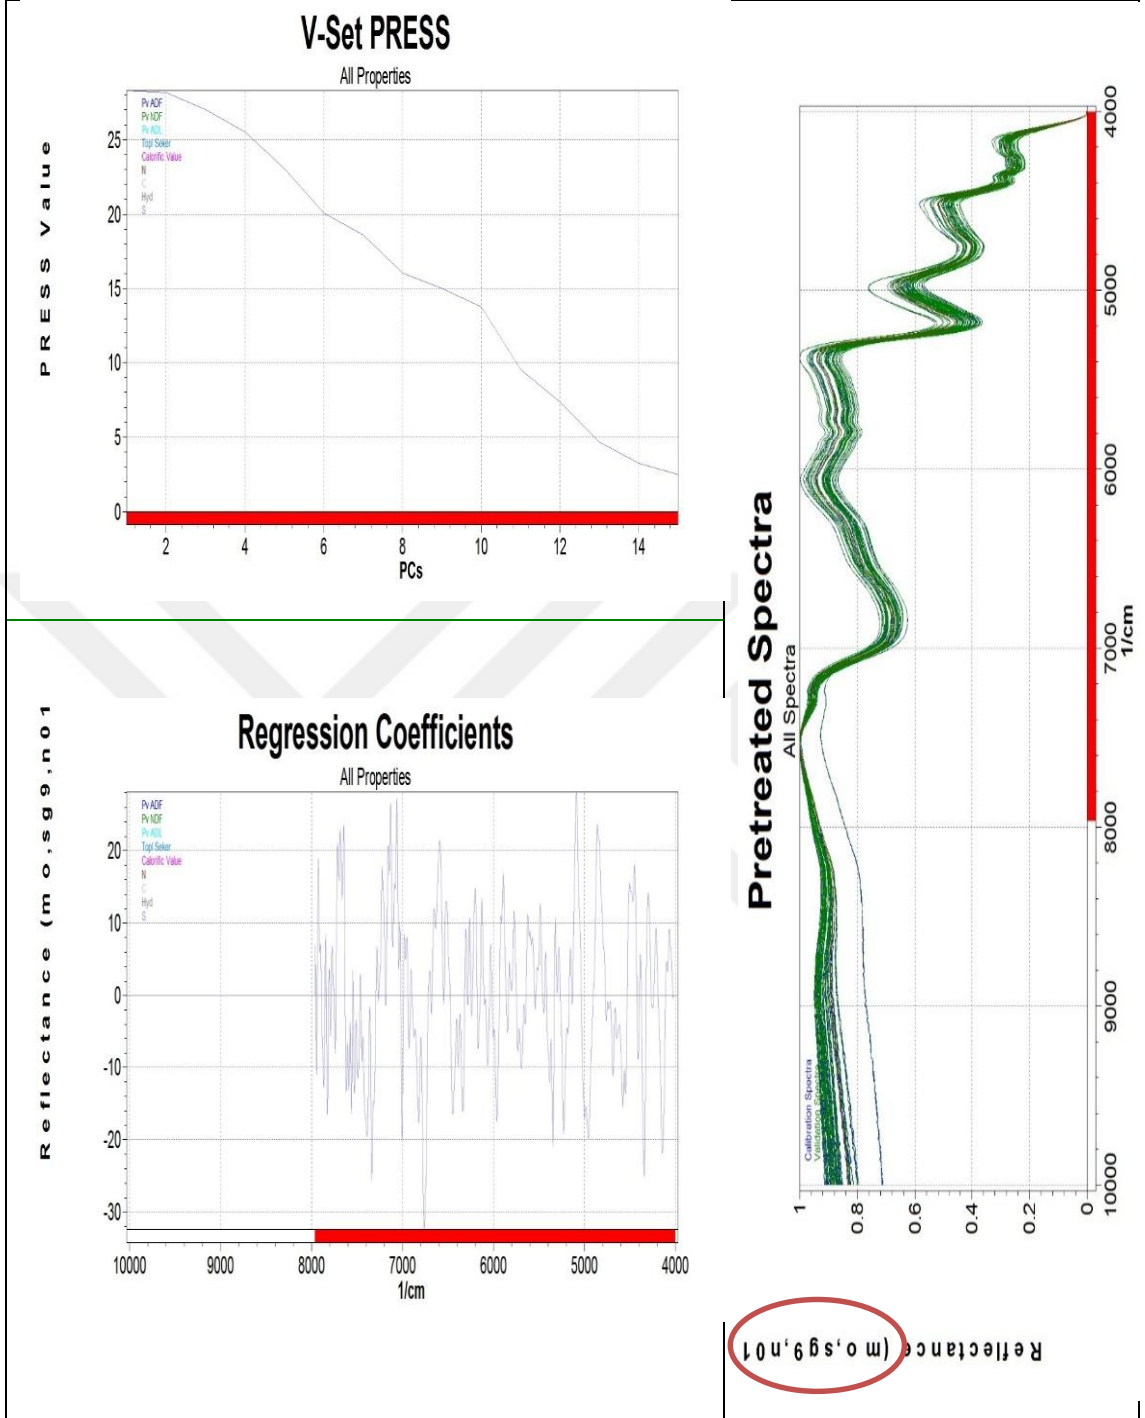 V-Set PRESS
All Properties
PRESS Value
Pv ADF
Pv NDF
Pv ADL
Topl Seker
Calorific Value
N
C
Hyd
S
25
20
15
10
5
0
2 4 6 8 10 12 14
PCs
Regression Coefficients
All Properties
Reflectance (m o,sg9,n01
Pv ADF
Pv NDF
Pv ADL
Topl Seker
Calorific Value
N
C
Hyd
S
20
10
0
-10
-20
-30
10000 9000 8000 7000 6000 5000 4000
1/cm
Pretreated Spectra
All Spectra
Calibration Spectra
Validation Spectra
4000 5000 6000 7000 8000 9000 10000
1/cm
1 0.8 0.6 0.4 0.2 0
Reflectance (m o,sg9,n01